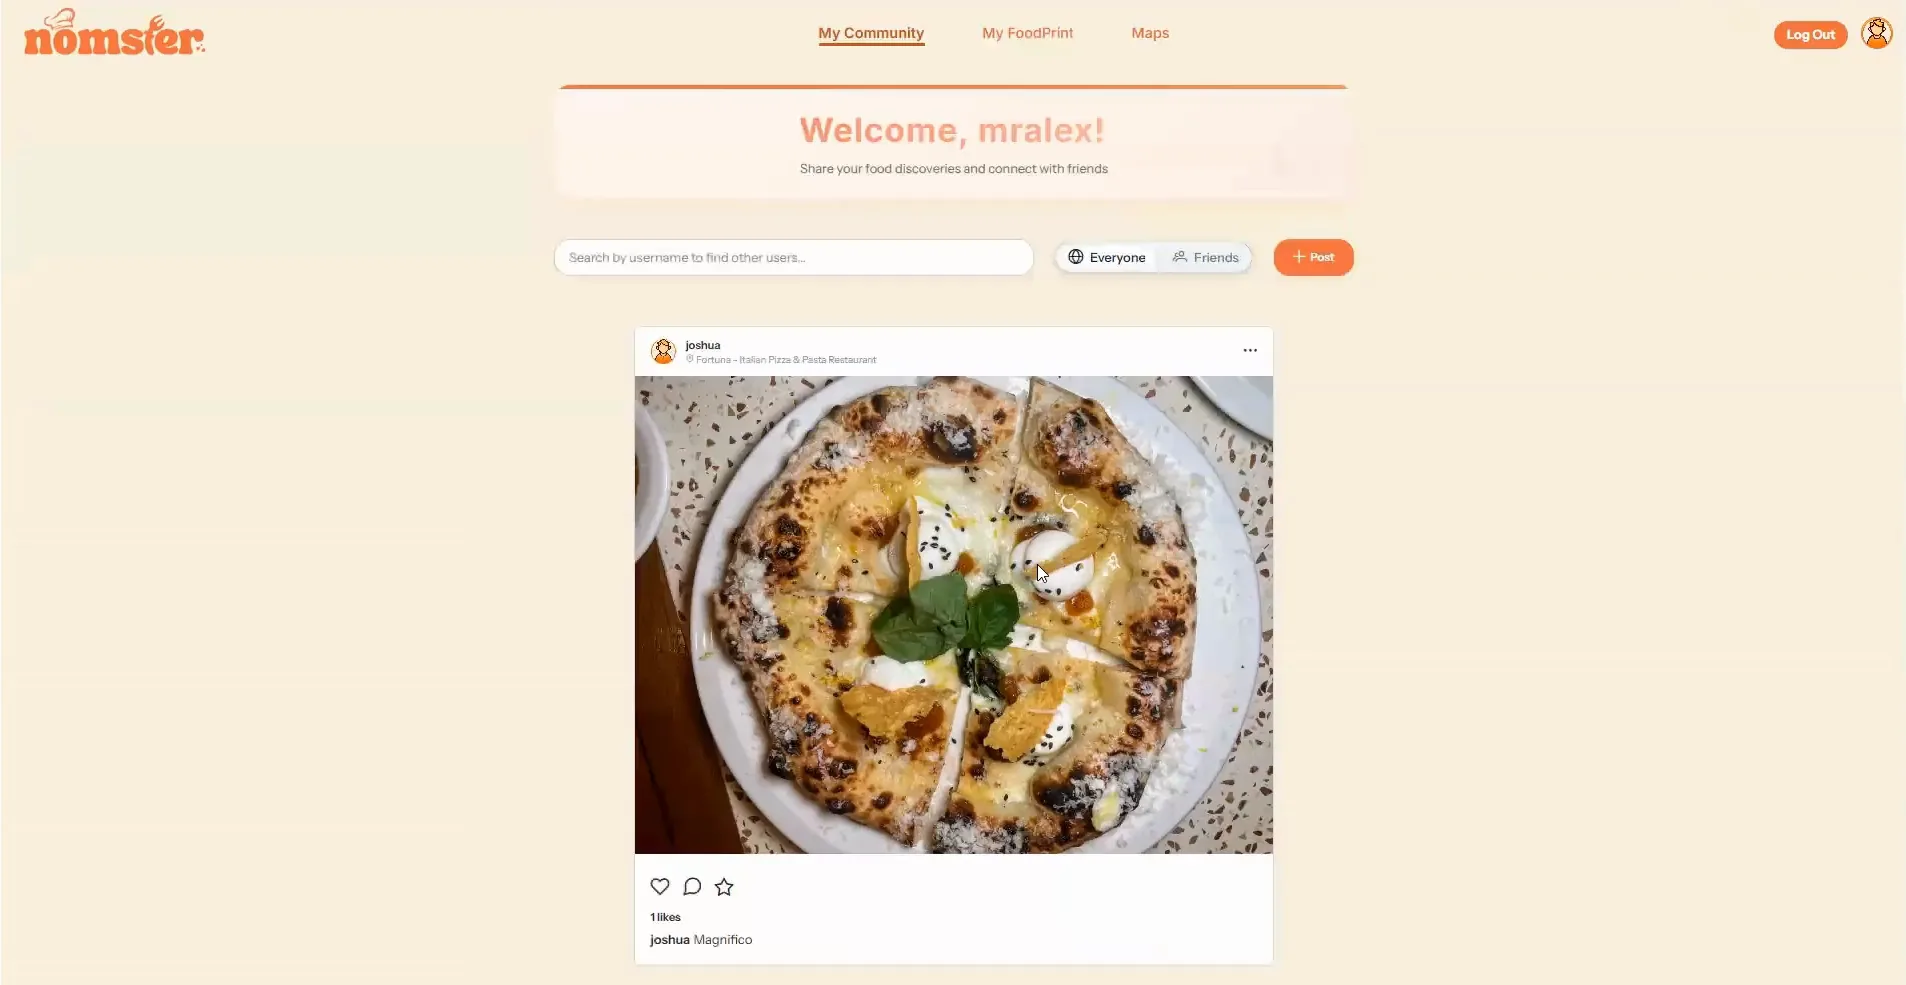 nomster
My Community
My FoodPrint
Maps
Log Out
Welcome, mralex!
Share your food discoveries and connect with friends
Search by username to find other users...
Everyone
Friends
+ Post
joshua
Fortuna - Italian Pizza & Pasta Restaurant
1 likes
joshua Magnifico